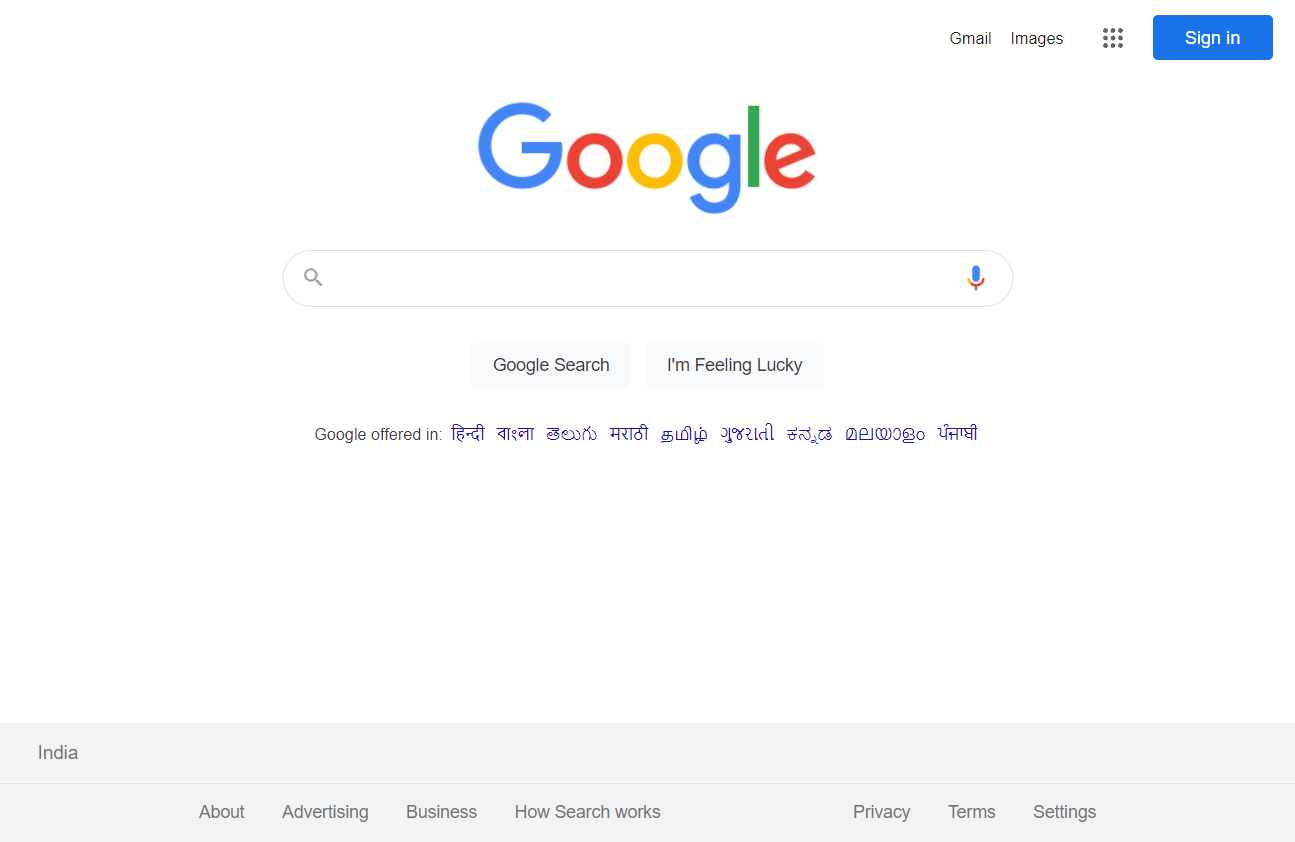 Gmail Images Sign in
Google
Google Search I'm Feeling Lucky
Google offered in: हिन्दी বাংলা తెలుగు मराठी தமிழ் ગુજરાતી ಕನ್ನಡ മലയാളം ਪੰਜਾਬੀ
India
About Advertising Business How Search works Privacy Terms Settings